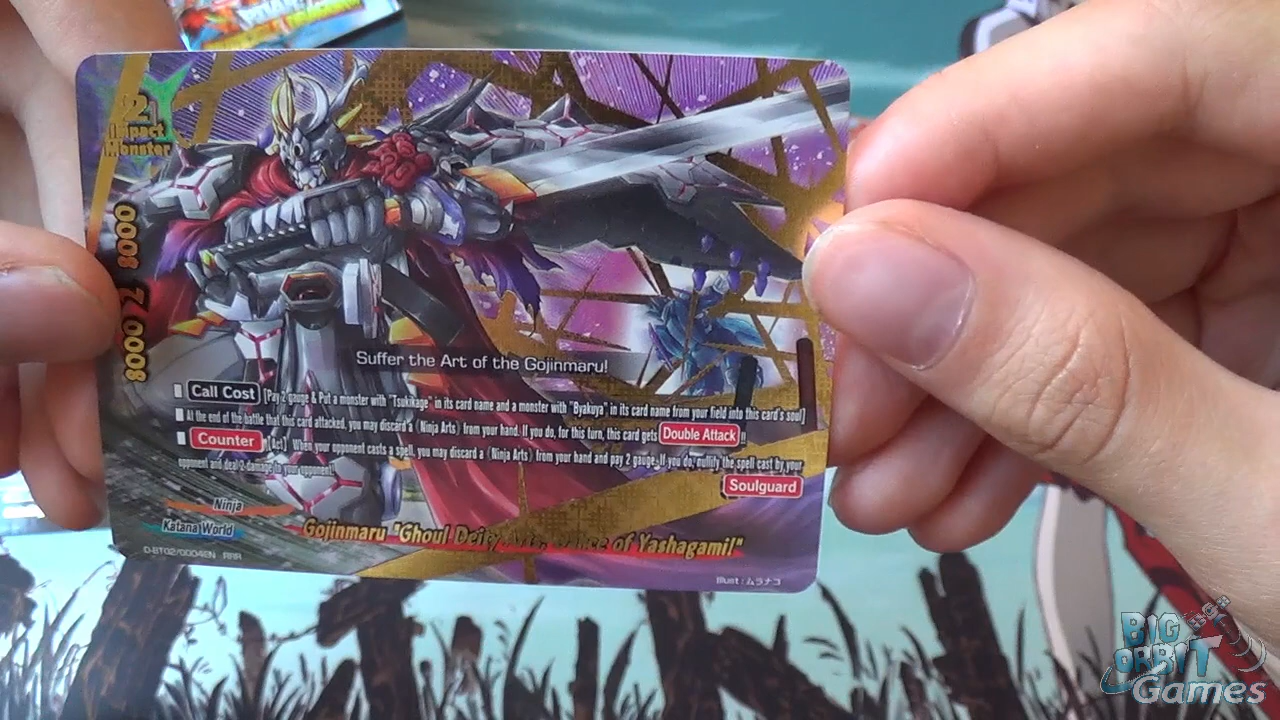 2
Impact
Monster
8000 2 8000
Suffer the Art of the Gojinmaru!
Call Cost [Pay 2 gauge & Put a monster with "Tsukikage" in its card name and a monster with "Byakuya" in its card name from your field into this card's soul]
At the end of the battle that this card attacked, you may discard a 《Ninja Arts》 from your hand. If you do, for this turn, this card gets Double Attack!!
Counter [Act] When your opponent casts a spell, you may discard a 《Ninja Arts》 from your hand and pay 2 gauge. If you do, nullify the spell cast by your
opponent and deal 2 damage to your opponent.
Soulguard
Ninja
Katana World
Gojinmaru "Ghoul Deity of Yashagami!"
D-BT02/0004EN RRR
Illust:ムラナコ
BIG
ORBIT
Games